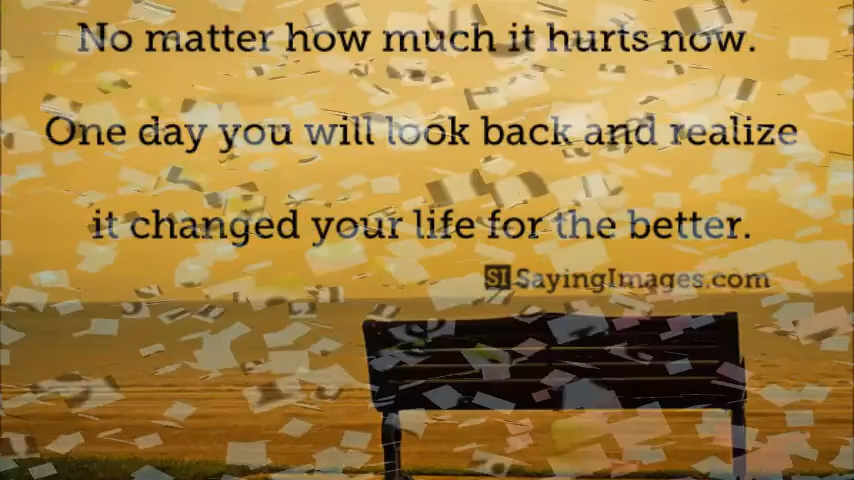 No matter how much it hurts now.
One day you will look back and realize
it changed your life for the better.
SI SayingImages.com